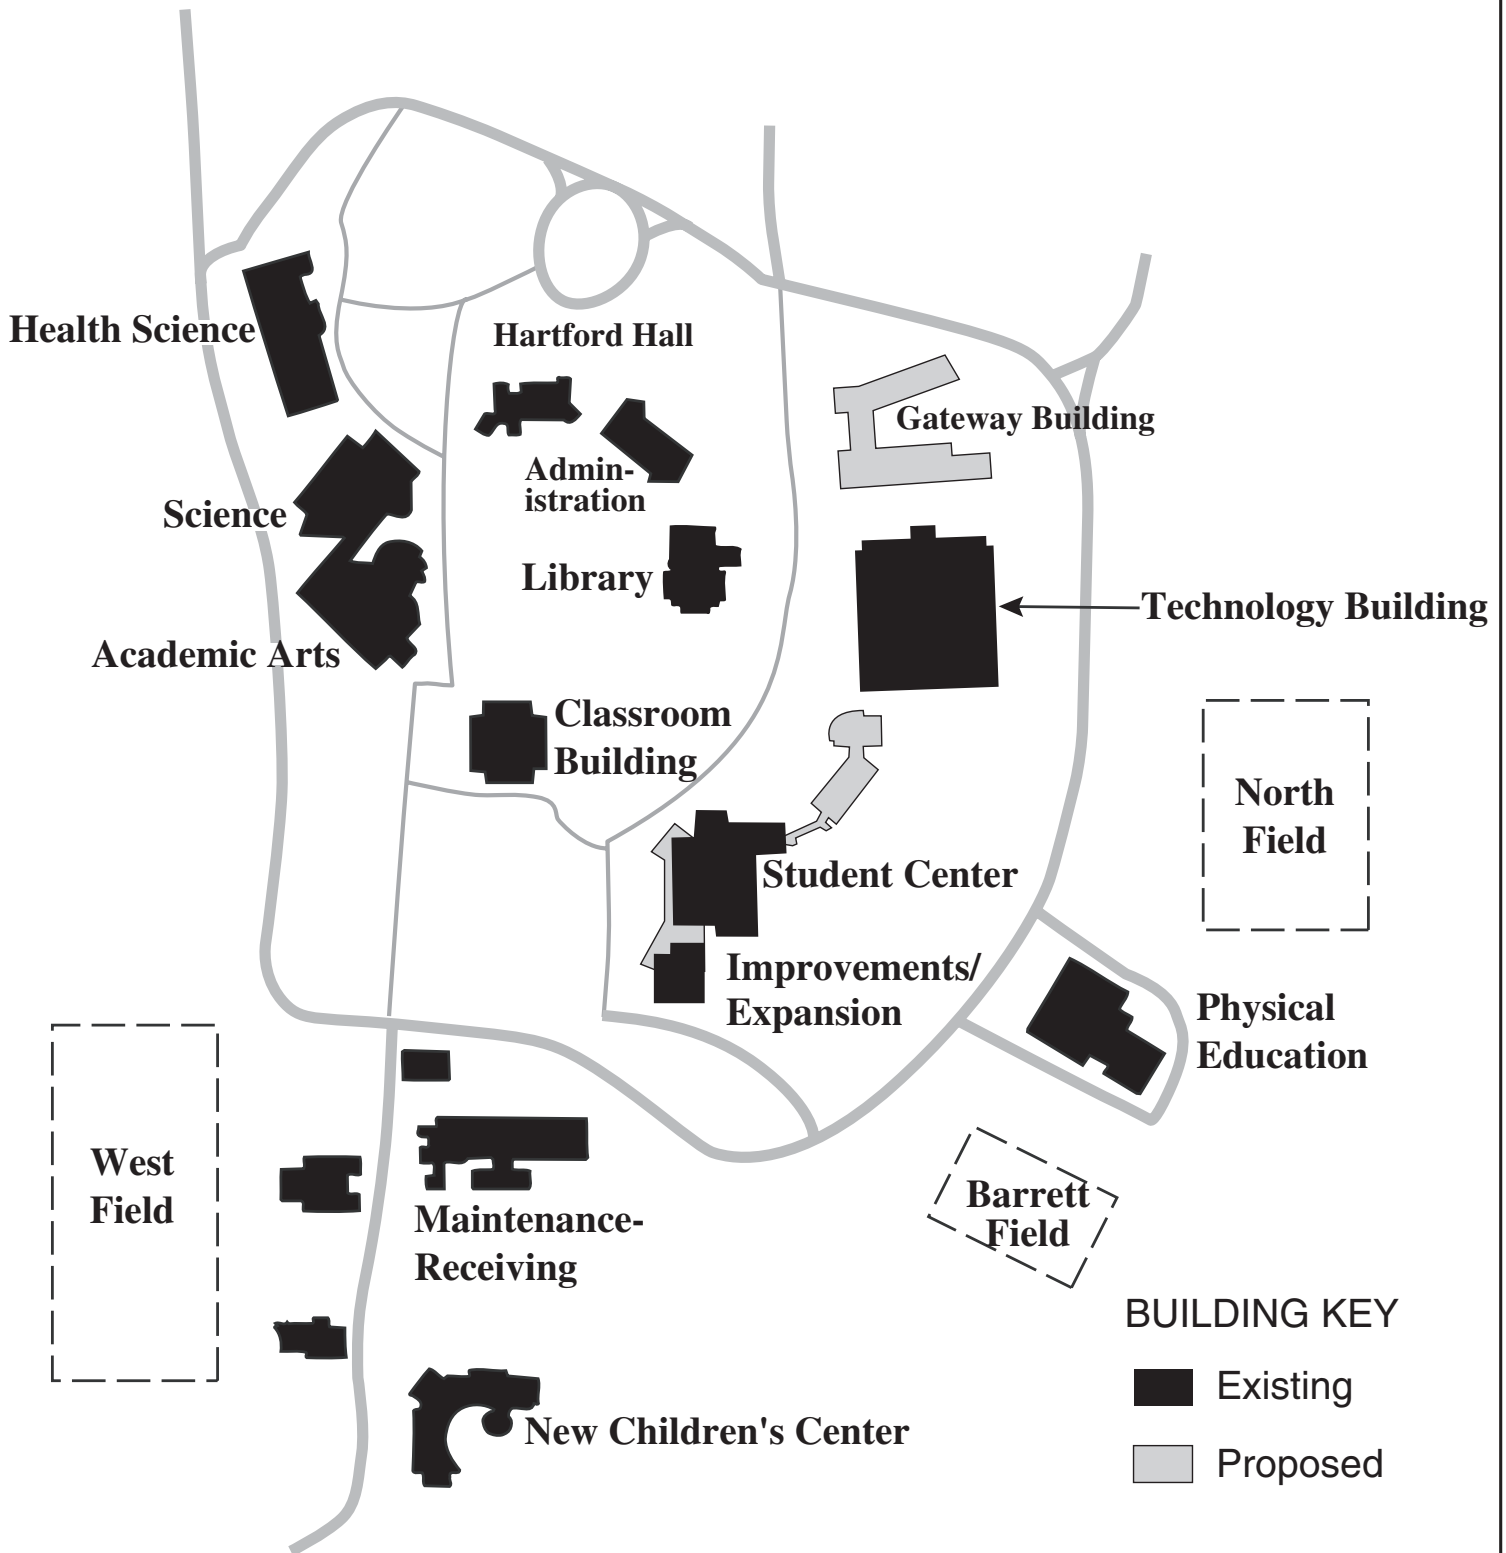 Hartford Hall
Health Science
Gateway Building
Admin-
istration
Science
Library
Technology Building
Academic Arts
Classroom
Building
North
Field
Student Center
Improvements/
Expansion
Physical
Education
West
Field
Barrett
Field
Maintenance-
Receiving
New Children's Center
BUILDING KEY
Existing
Proposed